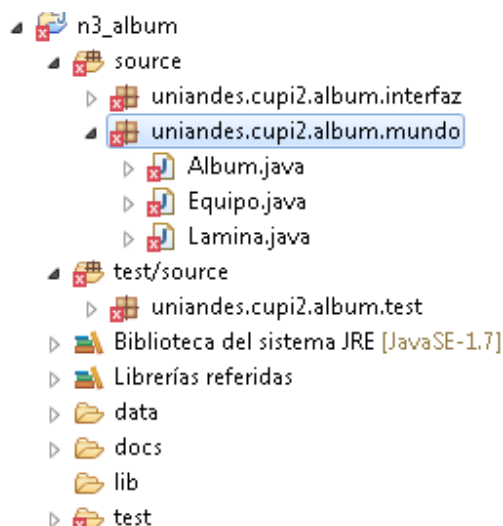 n3_album
source
uniandes.cupi2.album.interfaz
uniandes.cupi2.album.mundo
Album.java
Equipo.java
Lamina.java
test/source
uniandes.cupi2.album.test
Biblioteca del sistema JRE [JavaSE-1.7]
Librerías referidas
data
docs
lib
test